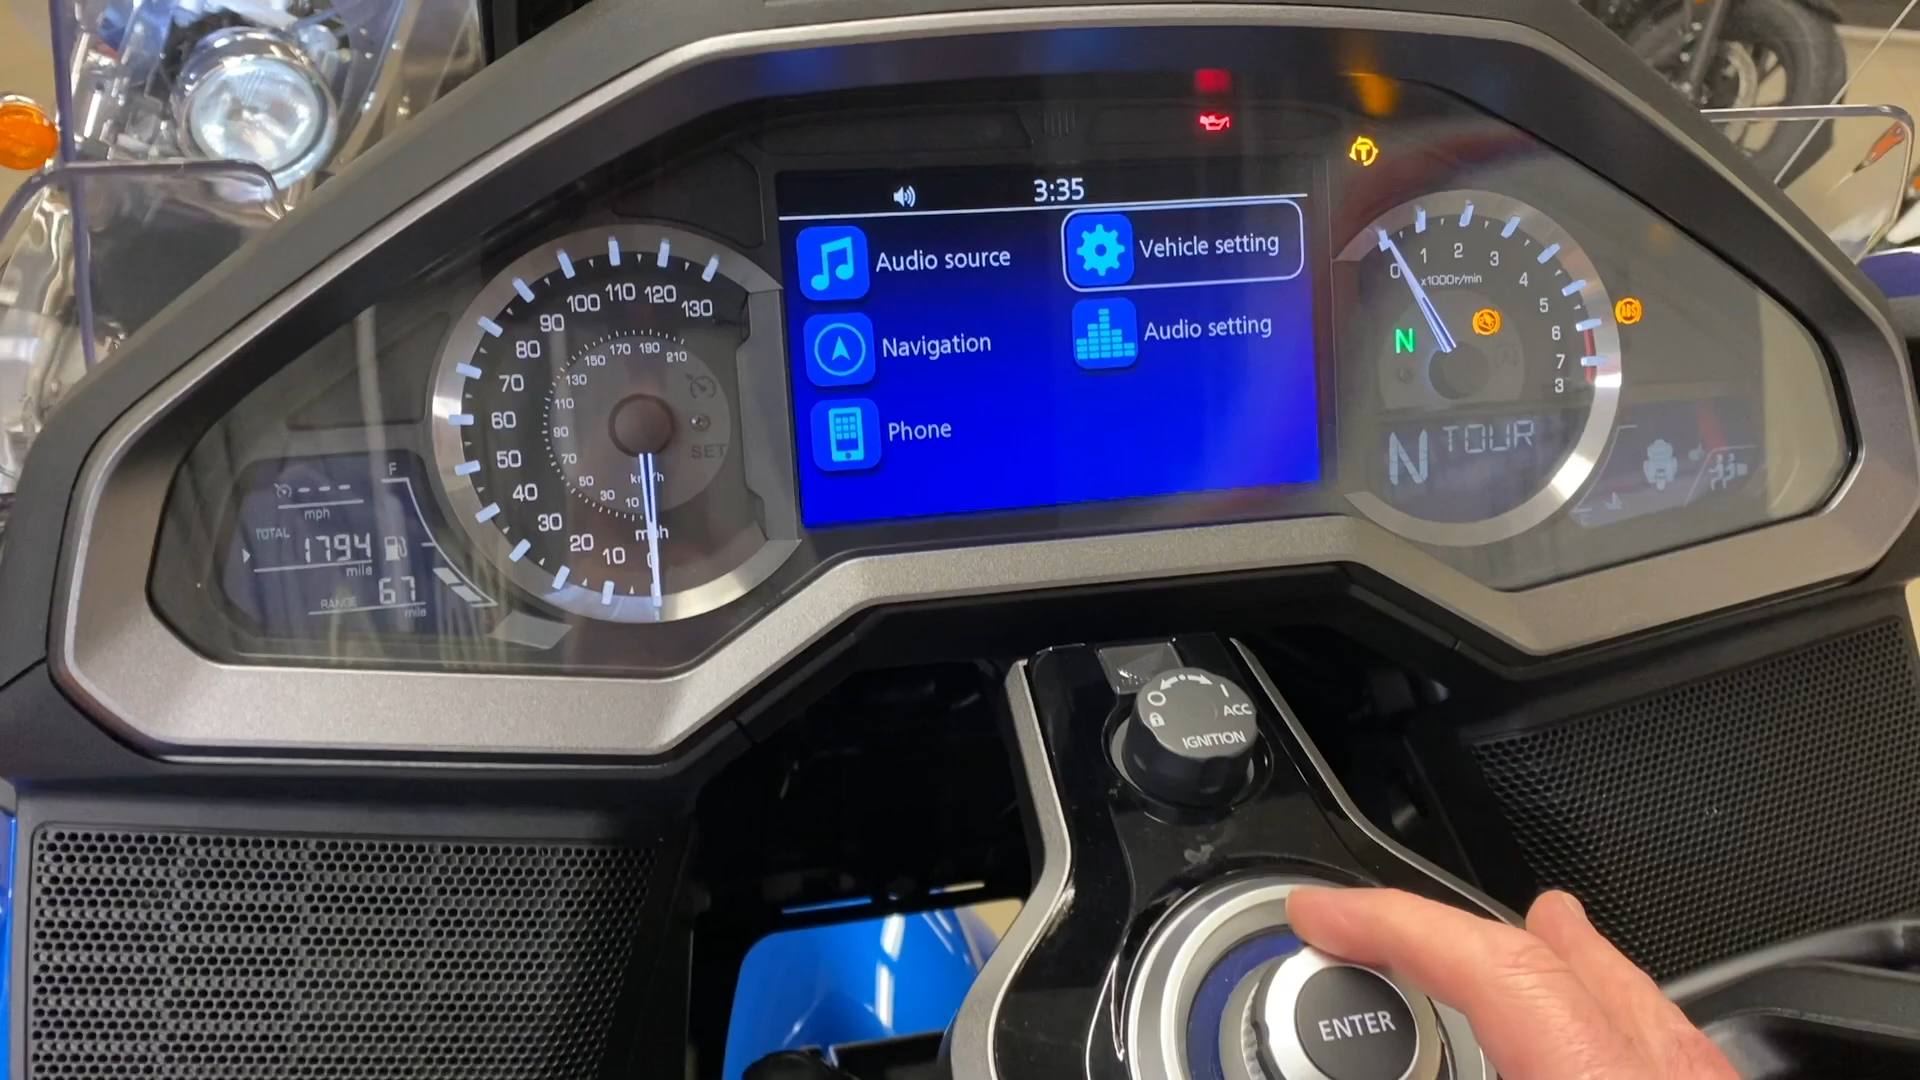 3:35
Audio source
Vehicle setting
Navigation
Audio setting
Phone
10 20 30 40 50 60 70 80 90 100 110 120 130
10 30 50 70 90 110 130 150 170 190 210
km/h
mph
SET
F
---
mph
TOTAL
1794
mile
RANGE
67
mile
0 1 2 3 4 5 6 7
x1000r/min
N
N TOUR
T
ABS
ACC
IGNITION
ENTER